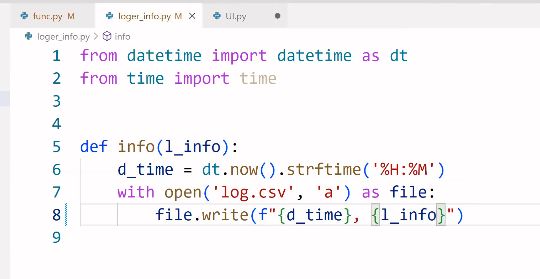 func.py M loger_info.py M × UI.py ●
loger_info.py > info
1 from datetime import datetime as dt
2 from time import time
3
4
5 def info(l_info):
6 d_time = dt.now().strftime('%H:%M')
7 with open('log.csv', 'a') as file:
8 file.write(f"{d_time}, {l_info}")
9